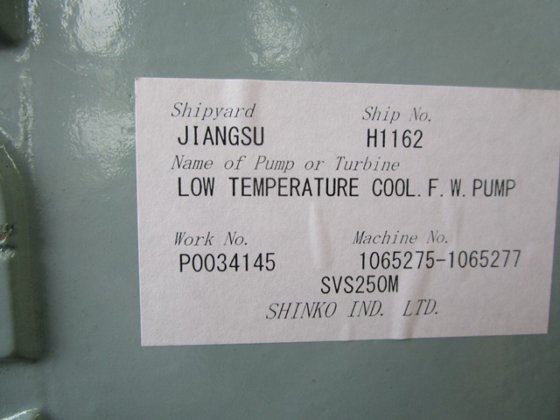 Shipyard Ship No.
JIANGSU H1162
Name of Pump or Turbine
LOW TEMPERATURE COOL. F. W. PUMP
Work No. Machine No.
P0034145 1065275-1065277
SVS250M
SHINKO IND. LTD.